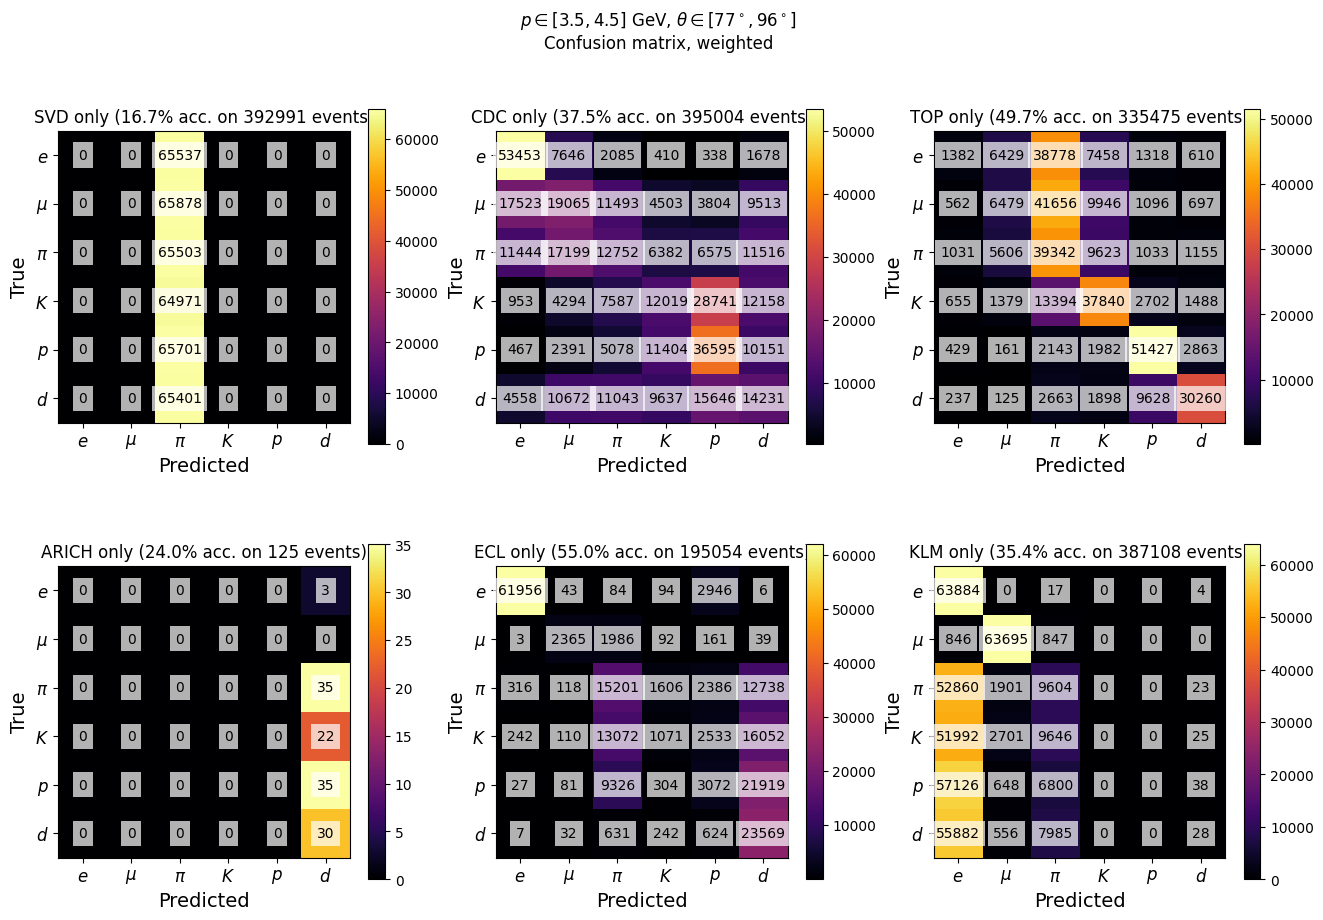 p ∈ [3.5, 4.5] GeV, θ ∈ [77°, 96°]
Confusion matrix, weighted
SVD only (16.7% acc. on 392991 events
True
e 0 0 65537 0 0 0
μ 0 0 65878 0 0 0
π 0 0 65503 0 0 0
K 0 0 64971 0 0 0
p 0 0 65701 0 0 0
d 0 0 65401 0 0 0
e μ π K p d
Predicted
60000
50000
40000
30000
20000
10000
0
CDC only (37.5% acc. on 395004 events
True
e 53453 7646 2085 410 338 1678
μ 17523 19065 11493 4503 3804 9513
π 11444 17199 12752 6382 6575 11516
K 953 4294 7587 12019 28741 12158
p 467 2391 5078 11404 36595 10151
d 4558 10672 11043 9637 15646 14231
e μ π K p d
Predicted
50000
40000
30000
20000
10000
TOP only (49.7% acc. on 335475 events
True
e 1382 6429 38778 7458 1318 610
μ 562 6479 41656 9946 1096 697
π 1031 5606 39342 9623 1033 1155
K 655 1379 13394 37840 2702 1488
p 429 161 2143 1982 51427 2863
d 237 125 2663 1898 9628 30260
e μ π K p d
Predicted
50000
40000
30000
20000
10000
ARICH only (24.0% acc. on 125 events)
True
e 0 0 0 0 0 3
μ 0 0 0 0 0 0
π 0 0 0 0 0 35
K 0 0 0 0 0 22
p 0 0 0 0 0 35
d 0 0 0 0 0 30
e μ π K p d
Predicted
35
30
25
20
15
10
5
0
ECL only (55.0% acc. on 195054 events
True
e 61956 43 84 94 2946 6
μ 3 2365 1986 92 161 39
π 316 118 15201 1606 2386 12738
K 242 110 13072 1071 2533 16052
p 27 81 9326 304 3072 21919
d 7 32 631 242 624 23569
e μ π K p d
Predicted
60000
50000
40000
30000
20000
10000
KLM only (35.4% acc. on 387108 events
True
e 63884 0 17 0 0 4
μ 846 63695 847 0 0 0
π 52860 1901 9604 0 0 23
K 51992 2701 9646 0 0 25
p 57126 648 6800 0 0 38
d 55882 556 7985 0 0 28
e μ π K p d
Predicted
60000
50000
40000
30000
20000
10000
0